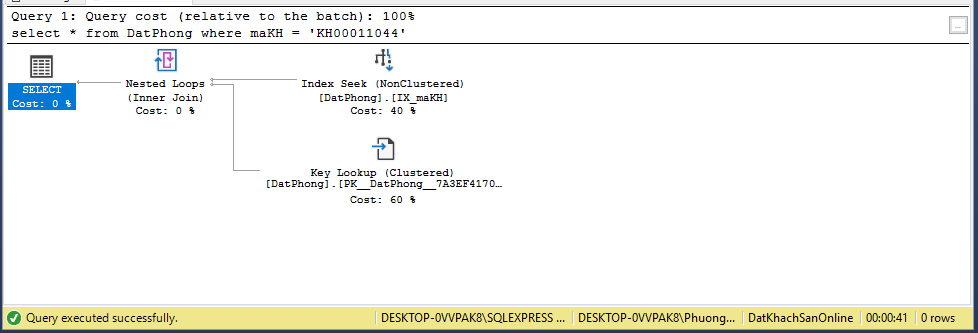 Query 1: Query cost (relative to the batch): 100%
select * from DatPhong where maKH = 'KH00011044'
...
SELECT
Cost: 0 %
Nested Loops
(Inner Join)
Cost: 0 %
Index Seek (NonClustered)
[DatPhong].[IX_maKH]
Cost: 40 %
Key Lookup (Clustered)
[DatPhong].[PK__DatPhong__7A3EF4170…
Cost: 60 %
Query executed successfully.
DESKTOP-0VVPAK8\SQLEXPRESS ...
DESKTOP-0VVPAK8\Phuong...
DatKhachSanOnline
00:00:41
0 rows